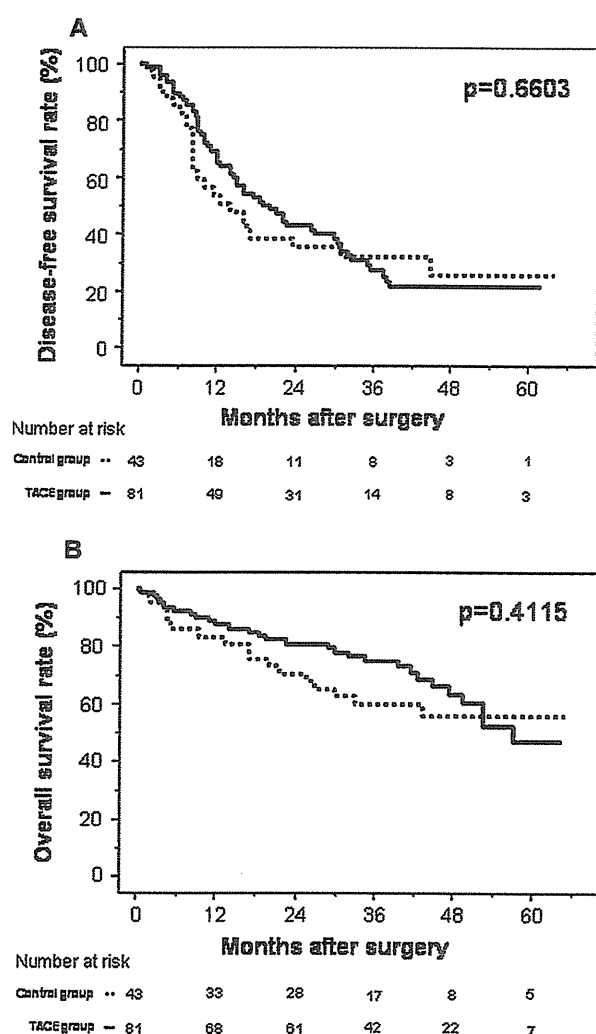 A
Disease-free survival rate (%)
100
80
60
40
20
0
p=0.6603
0 12 24 36 48 60
Months after surgery
Number at risk
Control group 43 18 11 8 3 1
TACE group 81 49 31 14 8 3
B
Overall survival rate (%)
100
80
60
40
20
0
p=0.4115
0 12 24 36 48 60
Months after surgery
Number at risk
Control group 43 33 28 17 8 5
TACE group 81 68 61 42 22 7